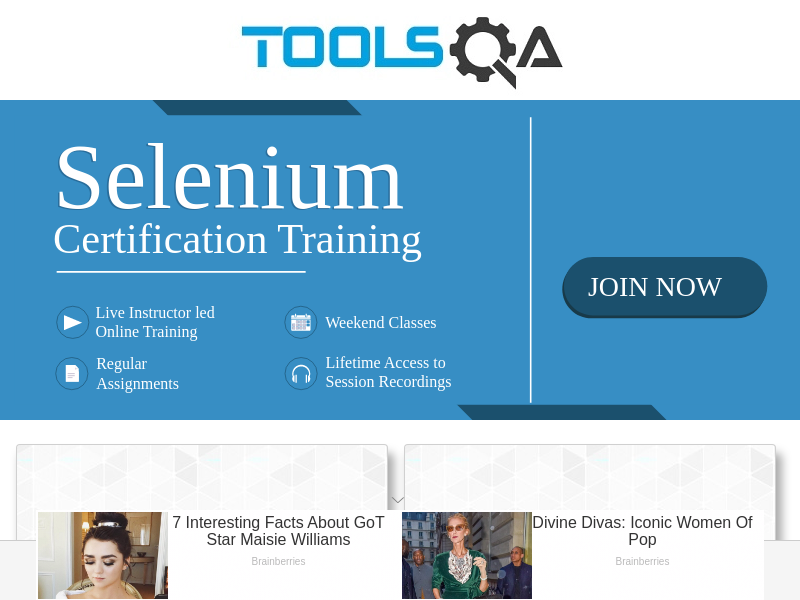 TOOLSQA
Selenium
Certification Training
JOIN NOW
Live Instructor led
Online Training
Weekend Classes
Regular
Assignments
Lifetime Access to
Session Recordings
7 Interesting Facts About GoT
Star Maisie Williams
Brainberries
Divine Divas: Iconic Women Of
Pop
Brainberries